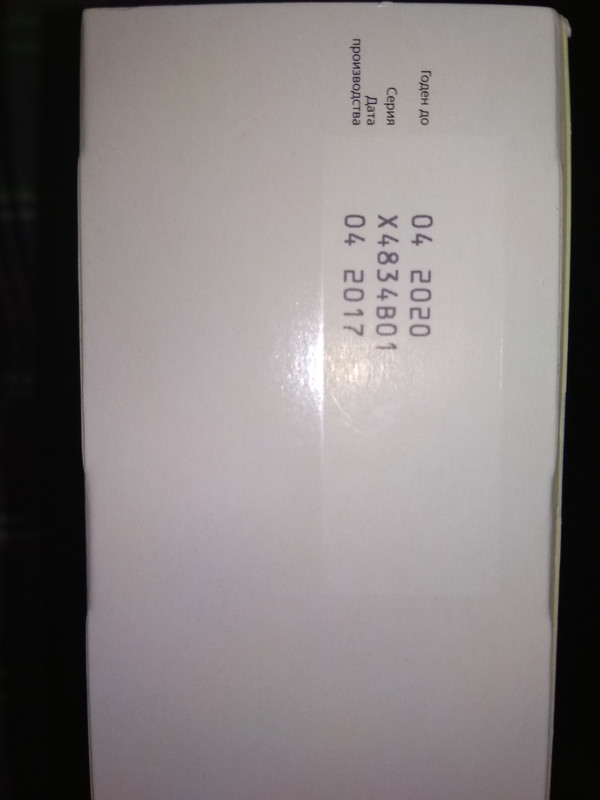 Годен до 04 2020
Серия X4834B01
Дата
производства 04 2017